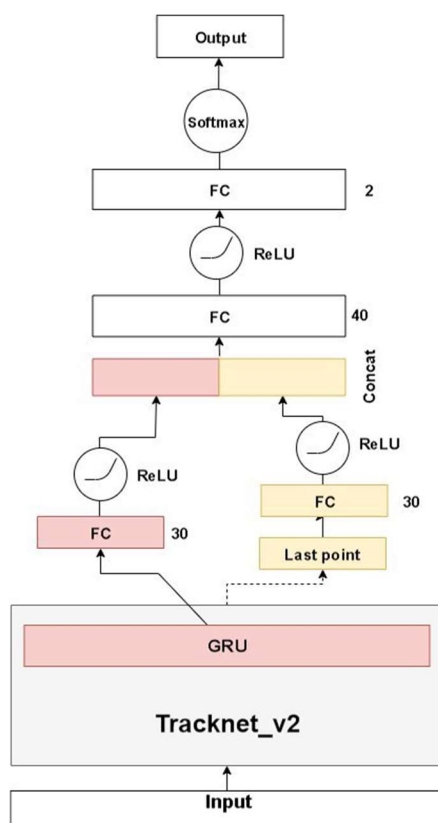 Output
Softmax
FC
2
ReLU
FC
40
Concat
ReLU
ReLU
FC
30
FC
30
Last point
GRU
Tracknet_v2
Input